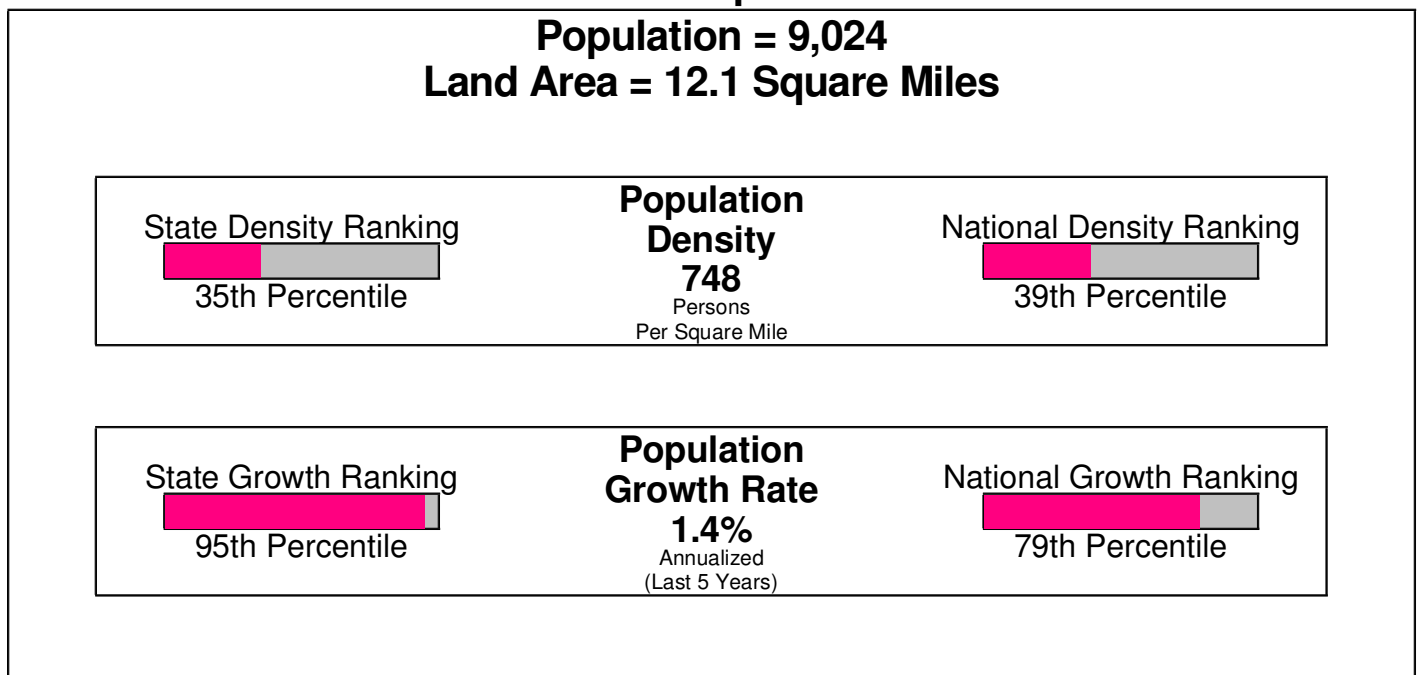 Population = 9,024
Land Area = 12.1 Square Miles
State Density Ranking
35th Percentile
Population
Density
748
Persons
Per Square Mile
National Density Ranking
39th Percentile
State Growth Ranking
95th Percentile
Population
Growth Rate
1.4%
Annualized
(Last 5 Years)
National Growth Ranking
79th Percentile